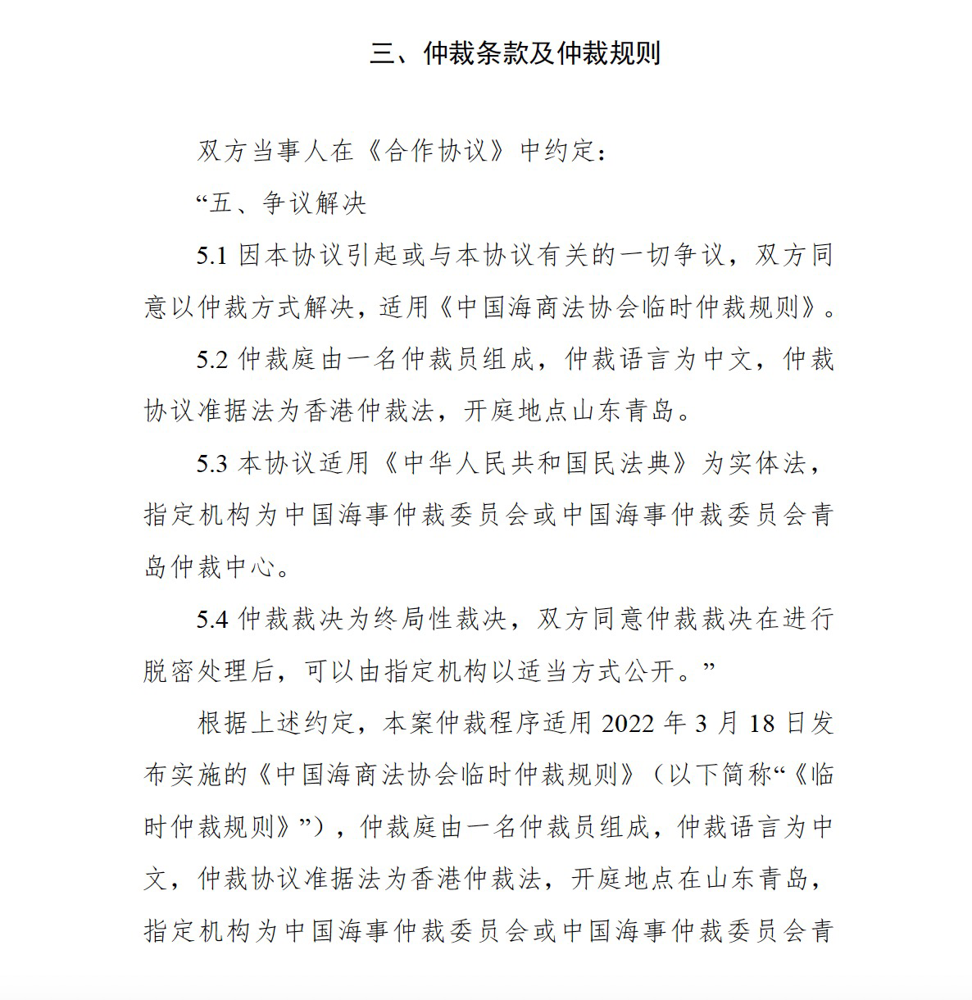 三、仲裁条款及仲裁规则
双方当事人在《合作协议》中约定：
“五、争议解决
5.1 因本协议引起或与本协议有关的一切争议，双方同
意以仲裁方式解决，适用《中国海商法协会临时仲裁规则》。
5.2 仲裁庭由一名仲裁员组成，仲裁语言为中文，仲裁
协议准据法为香港仲裁法，开庭地点山东青岛。
5.3 本协议适用《中华人民共和国民法典》为实体法，
指定机构为中国海事仲裁委员会或中国海事仲裁委员会青
岛仲裁中心。
5.4 仲裁裁决为终局性裁决，双方同意仲裁裁决在进行
脱密处理后，可以由指定机构以适当方式公开。”
根据上述约定，本案仲裁程序适用 2022 年 3 月 18 日发
布实施的《中国海商法协会临时仲裁规则》（以下简称“《临
时仲裁规则》”），仲裁庭由一名仲裁员组成，仲裁语言为中
文，仲裁协议准据法为香港仲裁法，开庭地点在山东青岛，
指定机构为中国海事仲裁委员会或中国海事仲裁委员会青